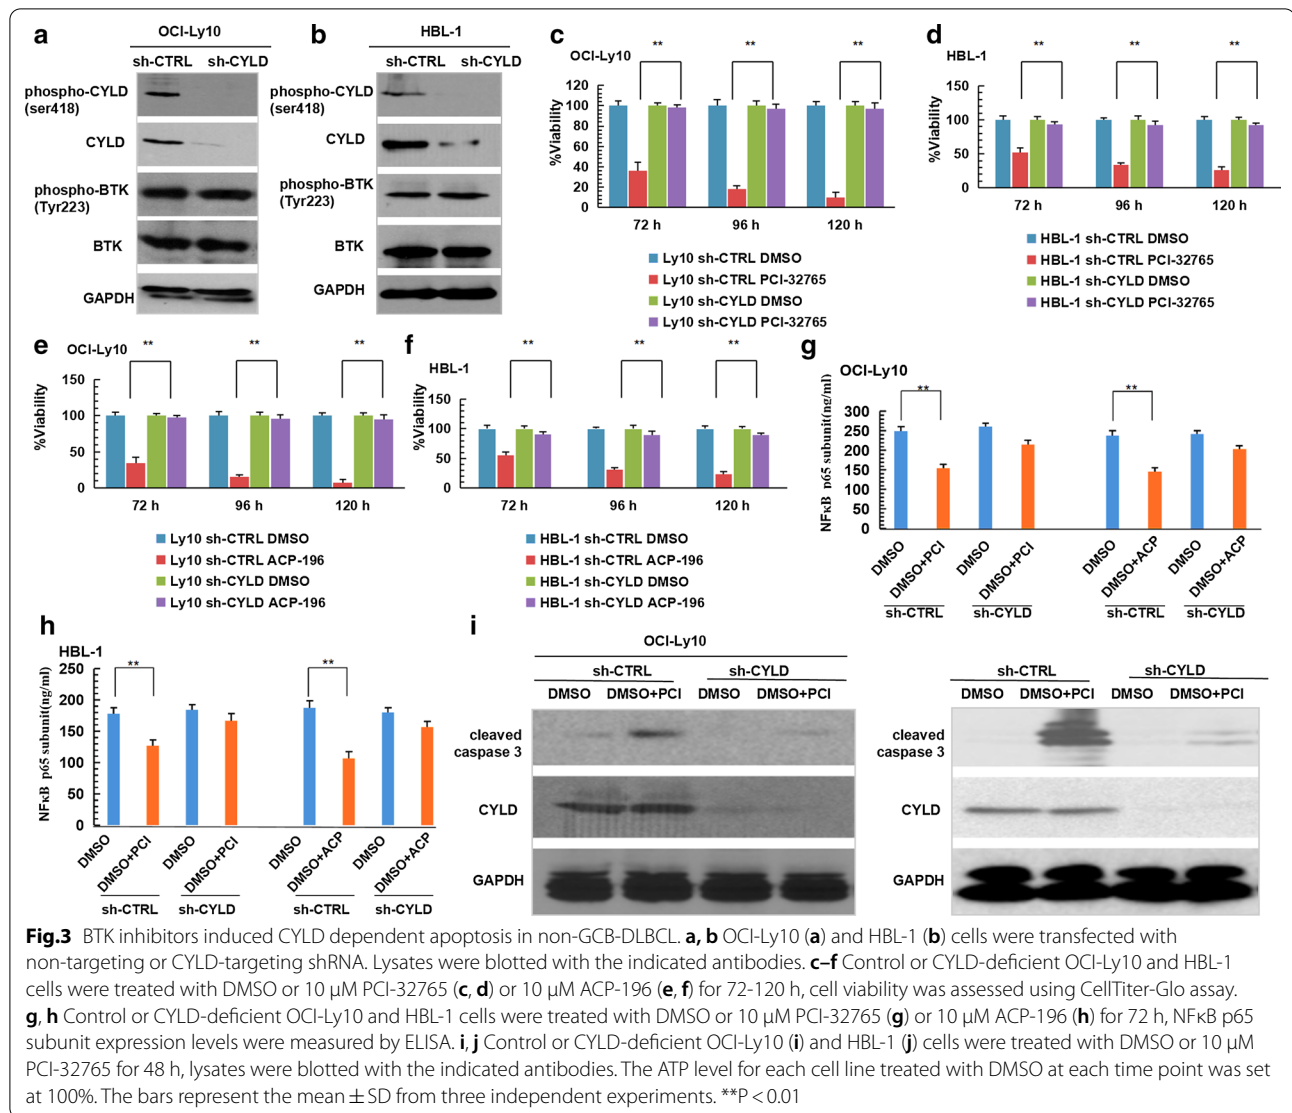 a
OCI-Ly10
sh-CTRL sh-CYLD
phospho-CYLD
(ser418)
CYLD
phospho-BTK
(Tyr223)
BTK
GAPDH
b
HBL-1
sh-CTRL sh-CYLD
phospho-CYLD
(ser418)
CYLD
phospho-BTK
(Tyr223)
BTK
GAPDH
c
OCI-Ly10
** ** **
%Viability
120
100
80
60
40
20
0
72 h 96 h 120 h
Ly10 sh-CTRL DMSO
Ly10 sh-CTRL PCI-32765
Ly10 sh-CYLD DMSO
Ly10 sh-CYLD PCI-32765
d
HBL-1
** ** **
%Viability
150
100
50
0
72 h 96 h 120 h
HBL-1 sh-CTRL DMSO
HBL-1 sh-CTRL PCI-32765
HBL-1 sh-CYLD DMSO
HBL-1 sh-CYLD PCI-32765
e
OCI-Ly10
** ** **
%Viability
150
100
50
0
72 h 96 h 120 h
Ly10 sh-CTRL DMSO
Ly10 sh-CTRL ACP-196
Ly10 sh-CYLD DMSO
Ly10 sh-CYLD ACP-196
f
HBL-1
** ** **
150
100
50
0
72 h 96 h 120 h
HBL-1 sh-CTRL DMSO
HBL-1 sh-CTRL ACP-196
HBL-1 sh-CYLD DMSO
HBL-1 sh-CYLD ACP-196
g
OCI-Ly10
** **
NFκB p65 subunit(ng/ml)
300
250
200
150
100
50
0
DMSO DMSO+PCI DMSO DMSO+PCI DMSO DMSO+ACP DMSO DMSO+ACP
sh-CTRL sh-CYLD sh-CTRL sh-CYLD
h
HBL-1
** **
NFκB p65 subunit(ng/ml)
250
200
150
100
50
0
DMSO DMSO+PCI DMSO DMSO+PCI DMSO DMSO+ACP DMSO DMSO+ACP
sh-CTRL sh-CYLD sh-CTRL sh-CYLD
i
OCI-Ly10
sh-CTRL sh-CYLD
DMSO DMSO+PCI DMSO DMSO+PCI
cleaved
caspase 3
CYLD
GAPDH
sh-CTRL sh-CYLD
DMSO DMSO+PCI DMSO DMSO+PCI
cleaved
caspase 3
CYLD
GAPDH
Fig.3 BTK inhibitors induced CYLD dependent apoptosis in non-GCB-DLBCL. a, b OCI-Ly10 (a) and HBL-1 (b) cells were transfected with
non-targeting or CYLD-targeting shRNA. Lysates were blotted with the indicated antibodies. c–f Control or CYLD-deficient OCI-Ly10 and HBL-1
cells were treated with DMSO or 10 µM PCI-32765 (c, d) or 10 µM ACP-196 (e, f) for 72-120 h, cell viability was assessed using CellTiter-Glo assay.
g, h Control or CYLD-deficient OCI-Ly10 and HBL-1 cells were treated with DMSO or 10 µM PCI-32765 (g) or 10 µM ACP-196 (h) for 72 h, NFκB p65
subunit expression levels were measured by ELISA. i, j Control or CYLD-deficient OCI-Ly10 (i) and HBL-1 (j) cells were treated with DMSO or 10 µM
PCI-32765 for 48 h, lysates were blotted with the indicated antibodies. The ATP level for each cell line treated with DMSO at each time point was set
at 100%. The bars represent the mean ± SD from three independent experiments. **P < 0.01